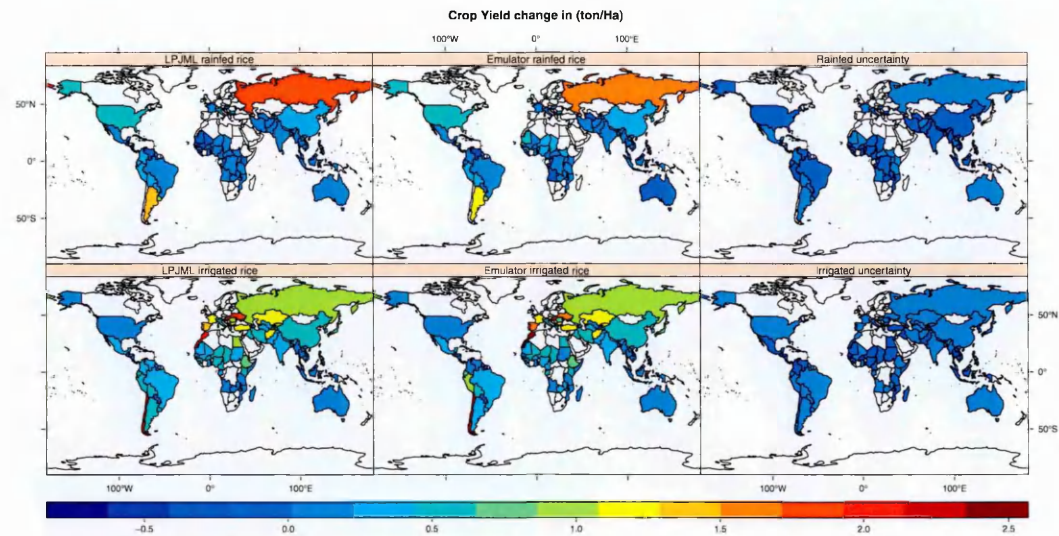 Crop Yield change in (ton/Ha)
100°W 0° 100°E
LPJML rainfed rice Emulator rainfed rice Rainfed uncertainty
50°N
0°
50°S
LPJML irrigated rice Emulator irrigated rice Irrigated uncertainty
50°N
0°
50°S
100°W 0° 100°E 100°W 0° 100°E
−0.5 0.0 0.5 1.0 1.5 2.0 2.5